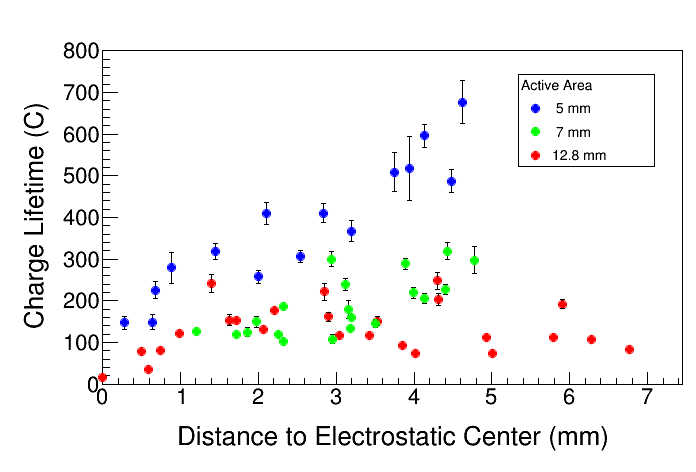 800
700
600
500
400
300
200
100
0
Charge Lifetime (C)
Active Area
5 mm
7 mm
12.8 mm
0 1 2 3 4 5 6 7
Distance to Electrostatic Center (mm)